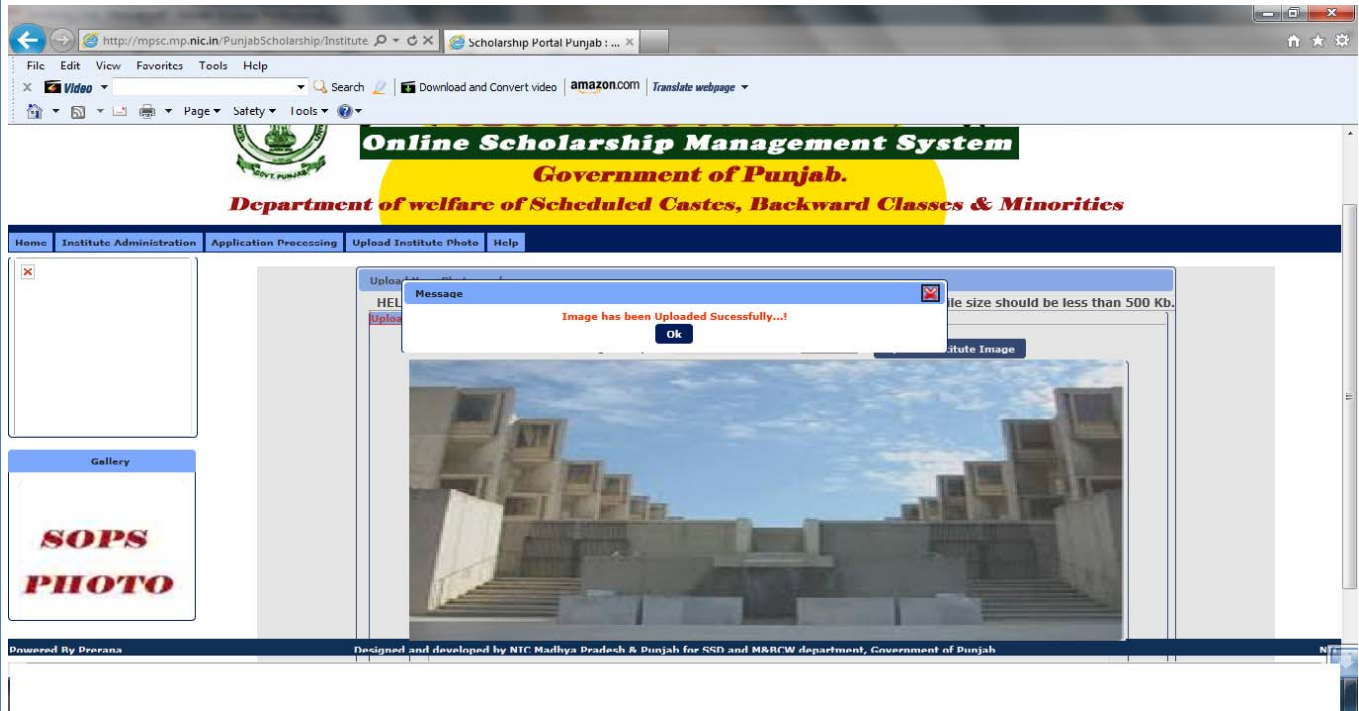 http://mpsc.mp.nic.in/PunjabScholarship/Institute
Scholarship Portal Punjab : ...
File Edit View Favorites Tools Help
Video
Search
Download and Convert video
amazon.com
Translate webpage
Page Safety Tools
GOVT. PUNJAB
Online Scholarship Management System
Government of Punjab.
Department of welfare of Scheduled Castes, Backward Classes & Minorities
Home Institute Administration Application Processing Upload Institute Photo Help
Message
ile size should be less than 500 Kb.
Image has been Uploaded Sucessfully...!
Ok
itute Image
Gallery
SOPS
PHOTO
Powered By Prerana
Designed and developed by NIC Madhya Pradesh & Punjab for SSD and M&BCW department, Government of Punjab